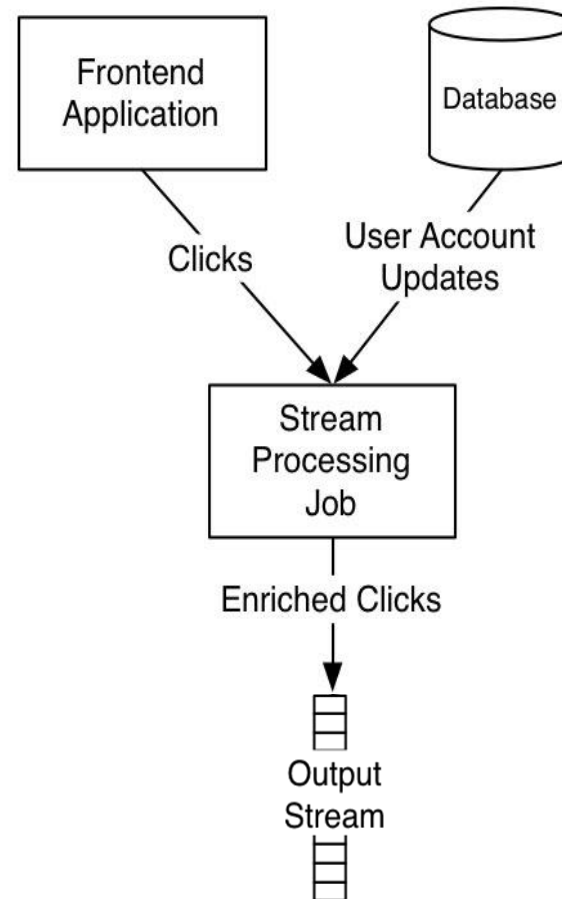 Frontend
Application
Database
Clicks
User Account
Updates
Stream
Processing
Job
Enriched Clicks
Output
Stream